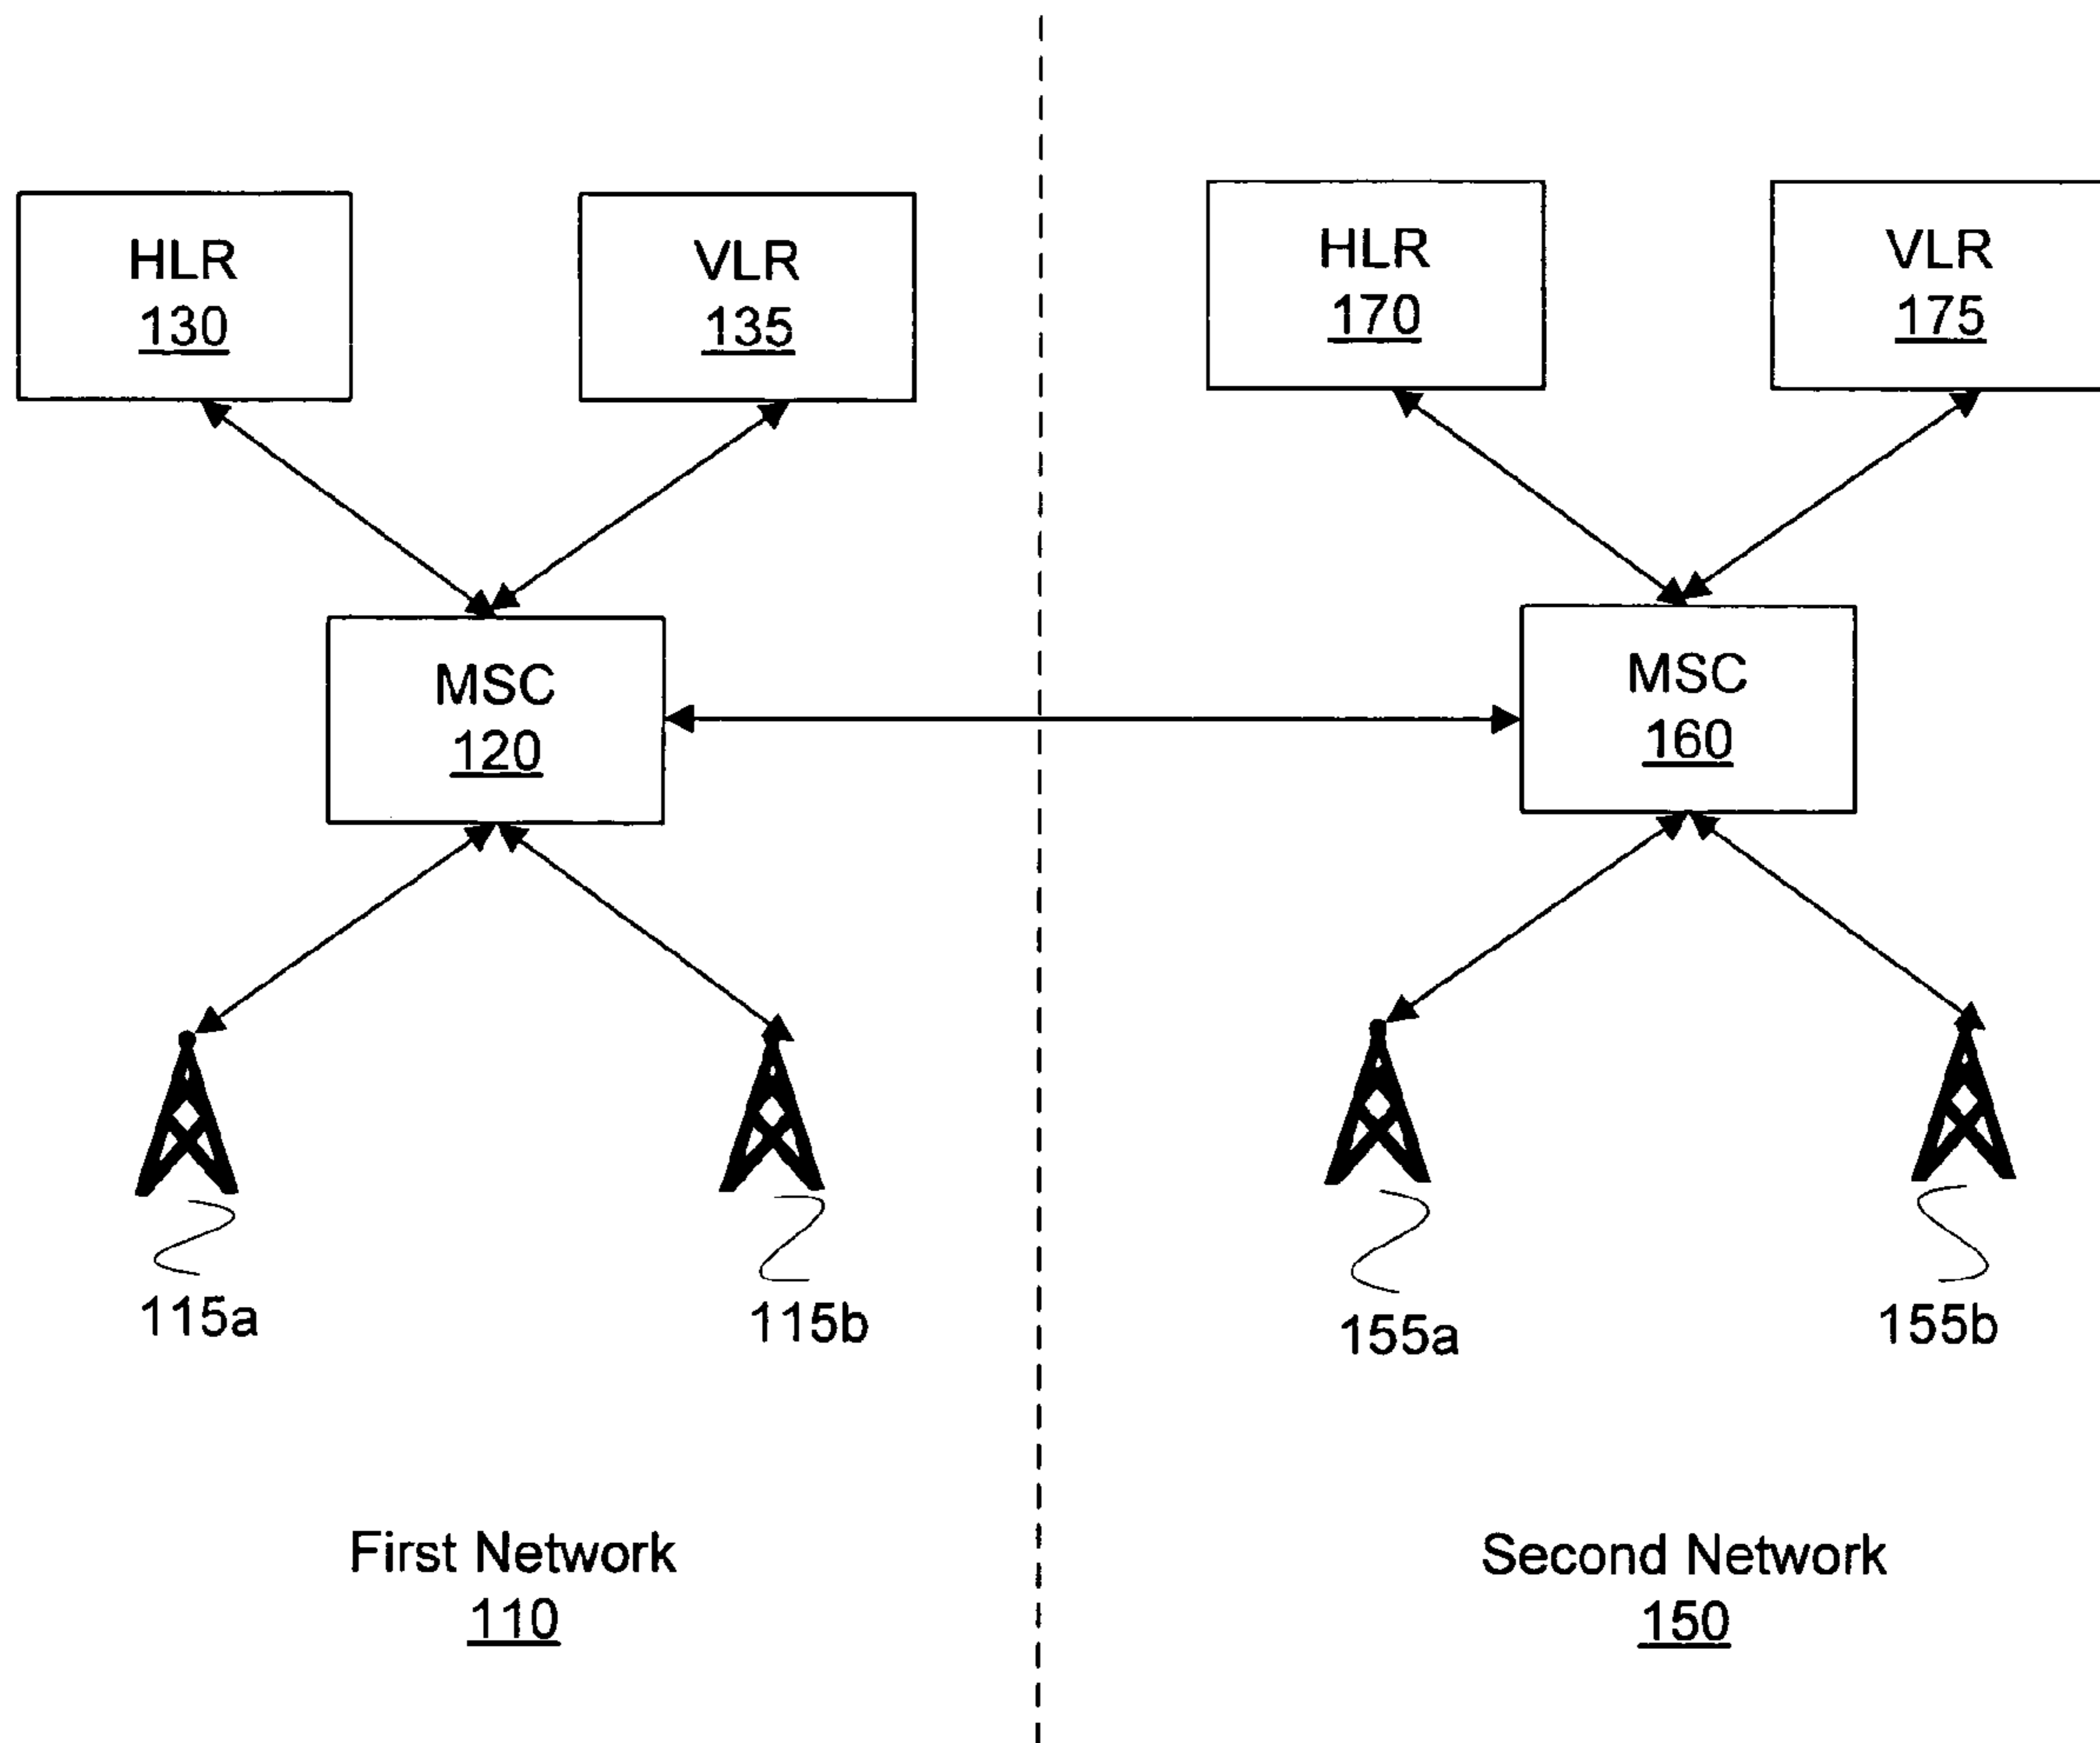 HLR
130
VLR
135
HLR
170
VLR
175
MSC
120
MSC
160
115a
115b
155a
155b
First Network
110
Second Network
150